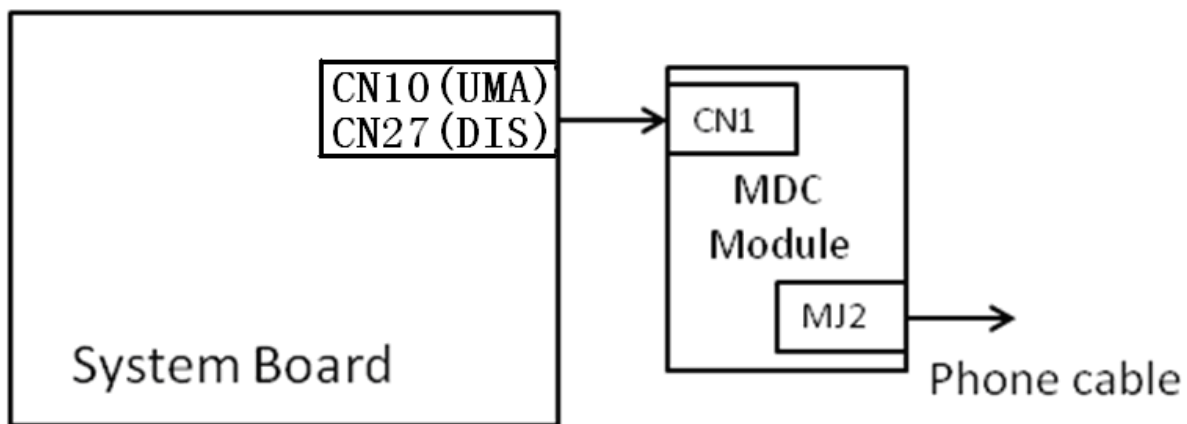 CN10(UMA)
CN27(DIS)
CN1
MDC
Module
MJ2
System Board
Phone cable